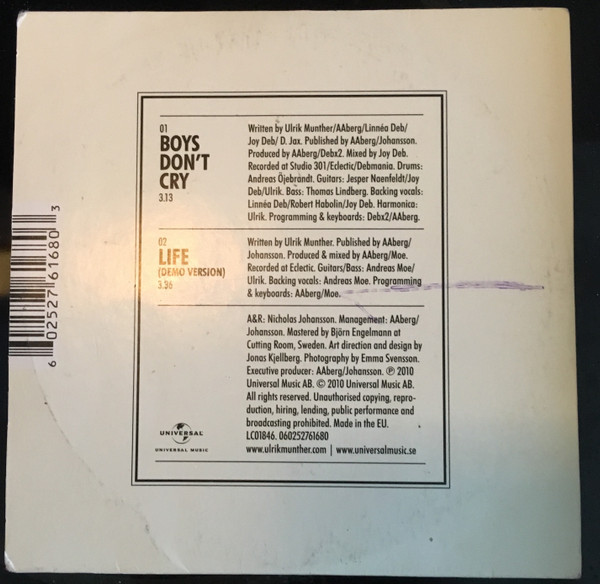 01
BOYS
DON'T
CRY
3.13
Written by Ulrik Munther/AAberg/Linnéa Deb/
Joy Deb/ D. Jax. Published by AAberg/Johansson.
Produced by AAberg/Debx2. Mixed by Joy Deb.
Recorded at Studio 301/Eclectic/Debmania. Drums:
Andreas Öjebrandt. Guitars: Jesper Naenfeldt/Joy
Deb/Ulrik. Bass: Thomas Lindberg. Backing vocals:
Linnéa Deb/Robert Habolin/Joy Deb. Harmonica:
Ulrik. Programming & keyboards: Debx2/AAberg.
02
LIFE
(DEMO VERSION)
3.36
Written by Ulrik Munther. Published by AAberg/
Johansson. Produced & mixed by AAberg/Moe.
Recorded at Eclectic. Guitars/Bass: Andreas Moe/
Ulrik. Backing vocals: Andreas Moe. Programming
& keyboards: AAberg/Moe.
A&R: Nicholas Johansson. Management: AAberg/
Johansson. Mastered by Björn Engelmann at
Cutting Room, Sweden. Art direction and design by
Jonas Kjellberg. Photography by Emma Svensson.
Executive producer: AAberg/Johansson. ℗ 2010
Universal Music AB. © 2010 Universal Music AB.
All rights reserved. Unauthorised copying, repro-
duction, hiring, lending, public performance and
broadcasting prohibited. Made in the EU.
LC01846. 060252761680
www.ulrikmunther.com | www.universalmusic.se
UNIVERSAL
UNIVERSAL MUSIC
6 02527 61680 3